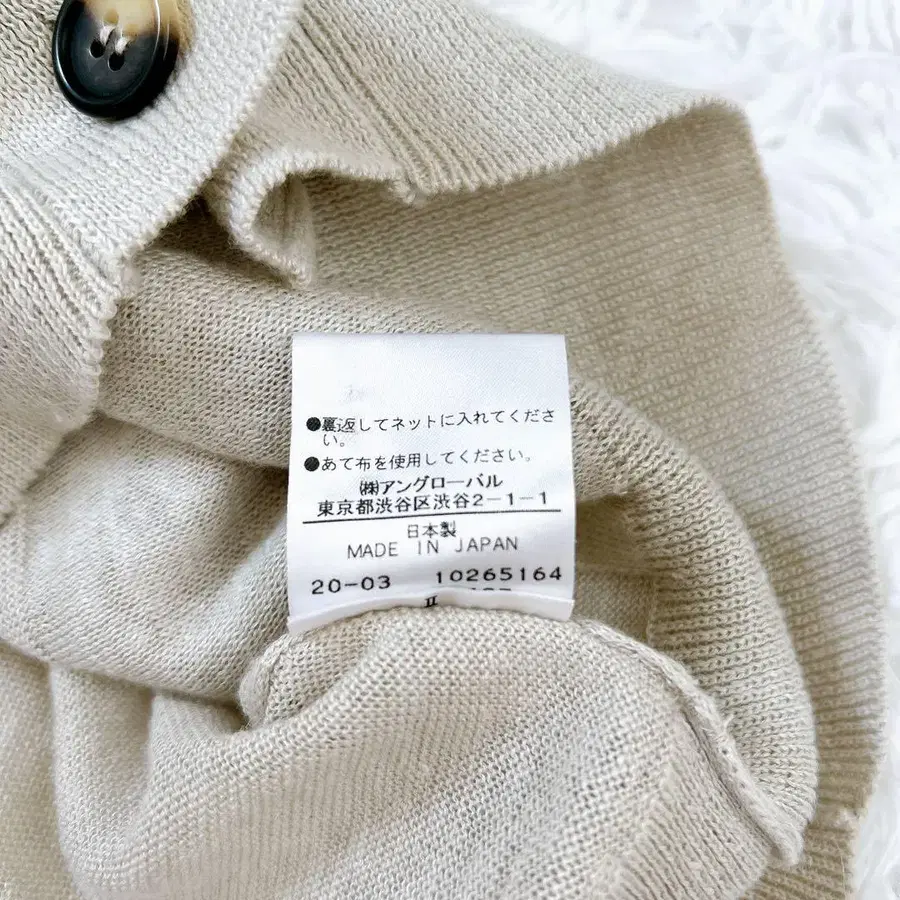 ●裏返してネットに入れてくださ
い。
●あて布を使用してください。
㈱アングローバル
東京都渋谷区渋谷2-1-1
日本製
MADE IN JAPAN
20-03 10265164
II